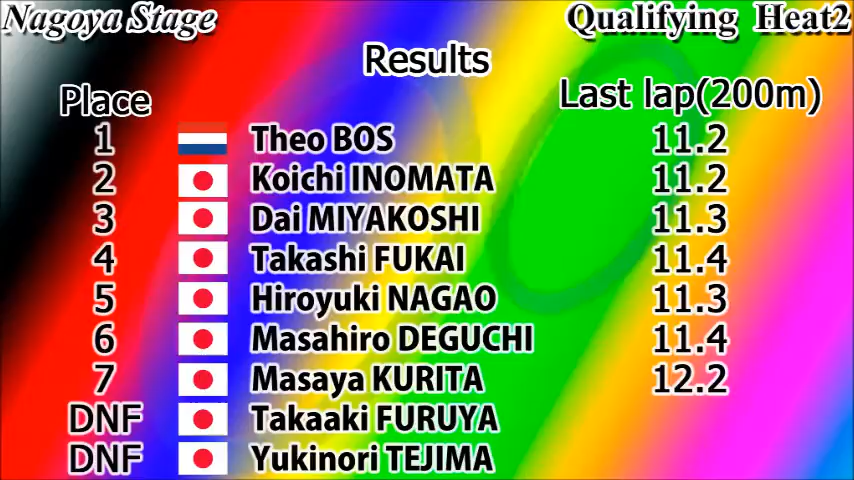 Nagoya Stage Qualifying Heat2
Results
Place Last lap(200m)
1 Theo BOS 11.2
2 Koichi INOMATA 11.2
3 Dai MIYAKOSHI 11.3
4 Takashi FUKAI 11.4
5 Hiroyuki NAGAO 11.3
6 Masahiro DEGUCHI 11.4
7 Masaya KURITA 12.2
DNF Takaaki FURUYA
DNF Yukinori TEJIMA